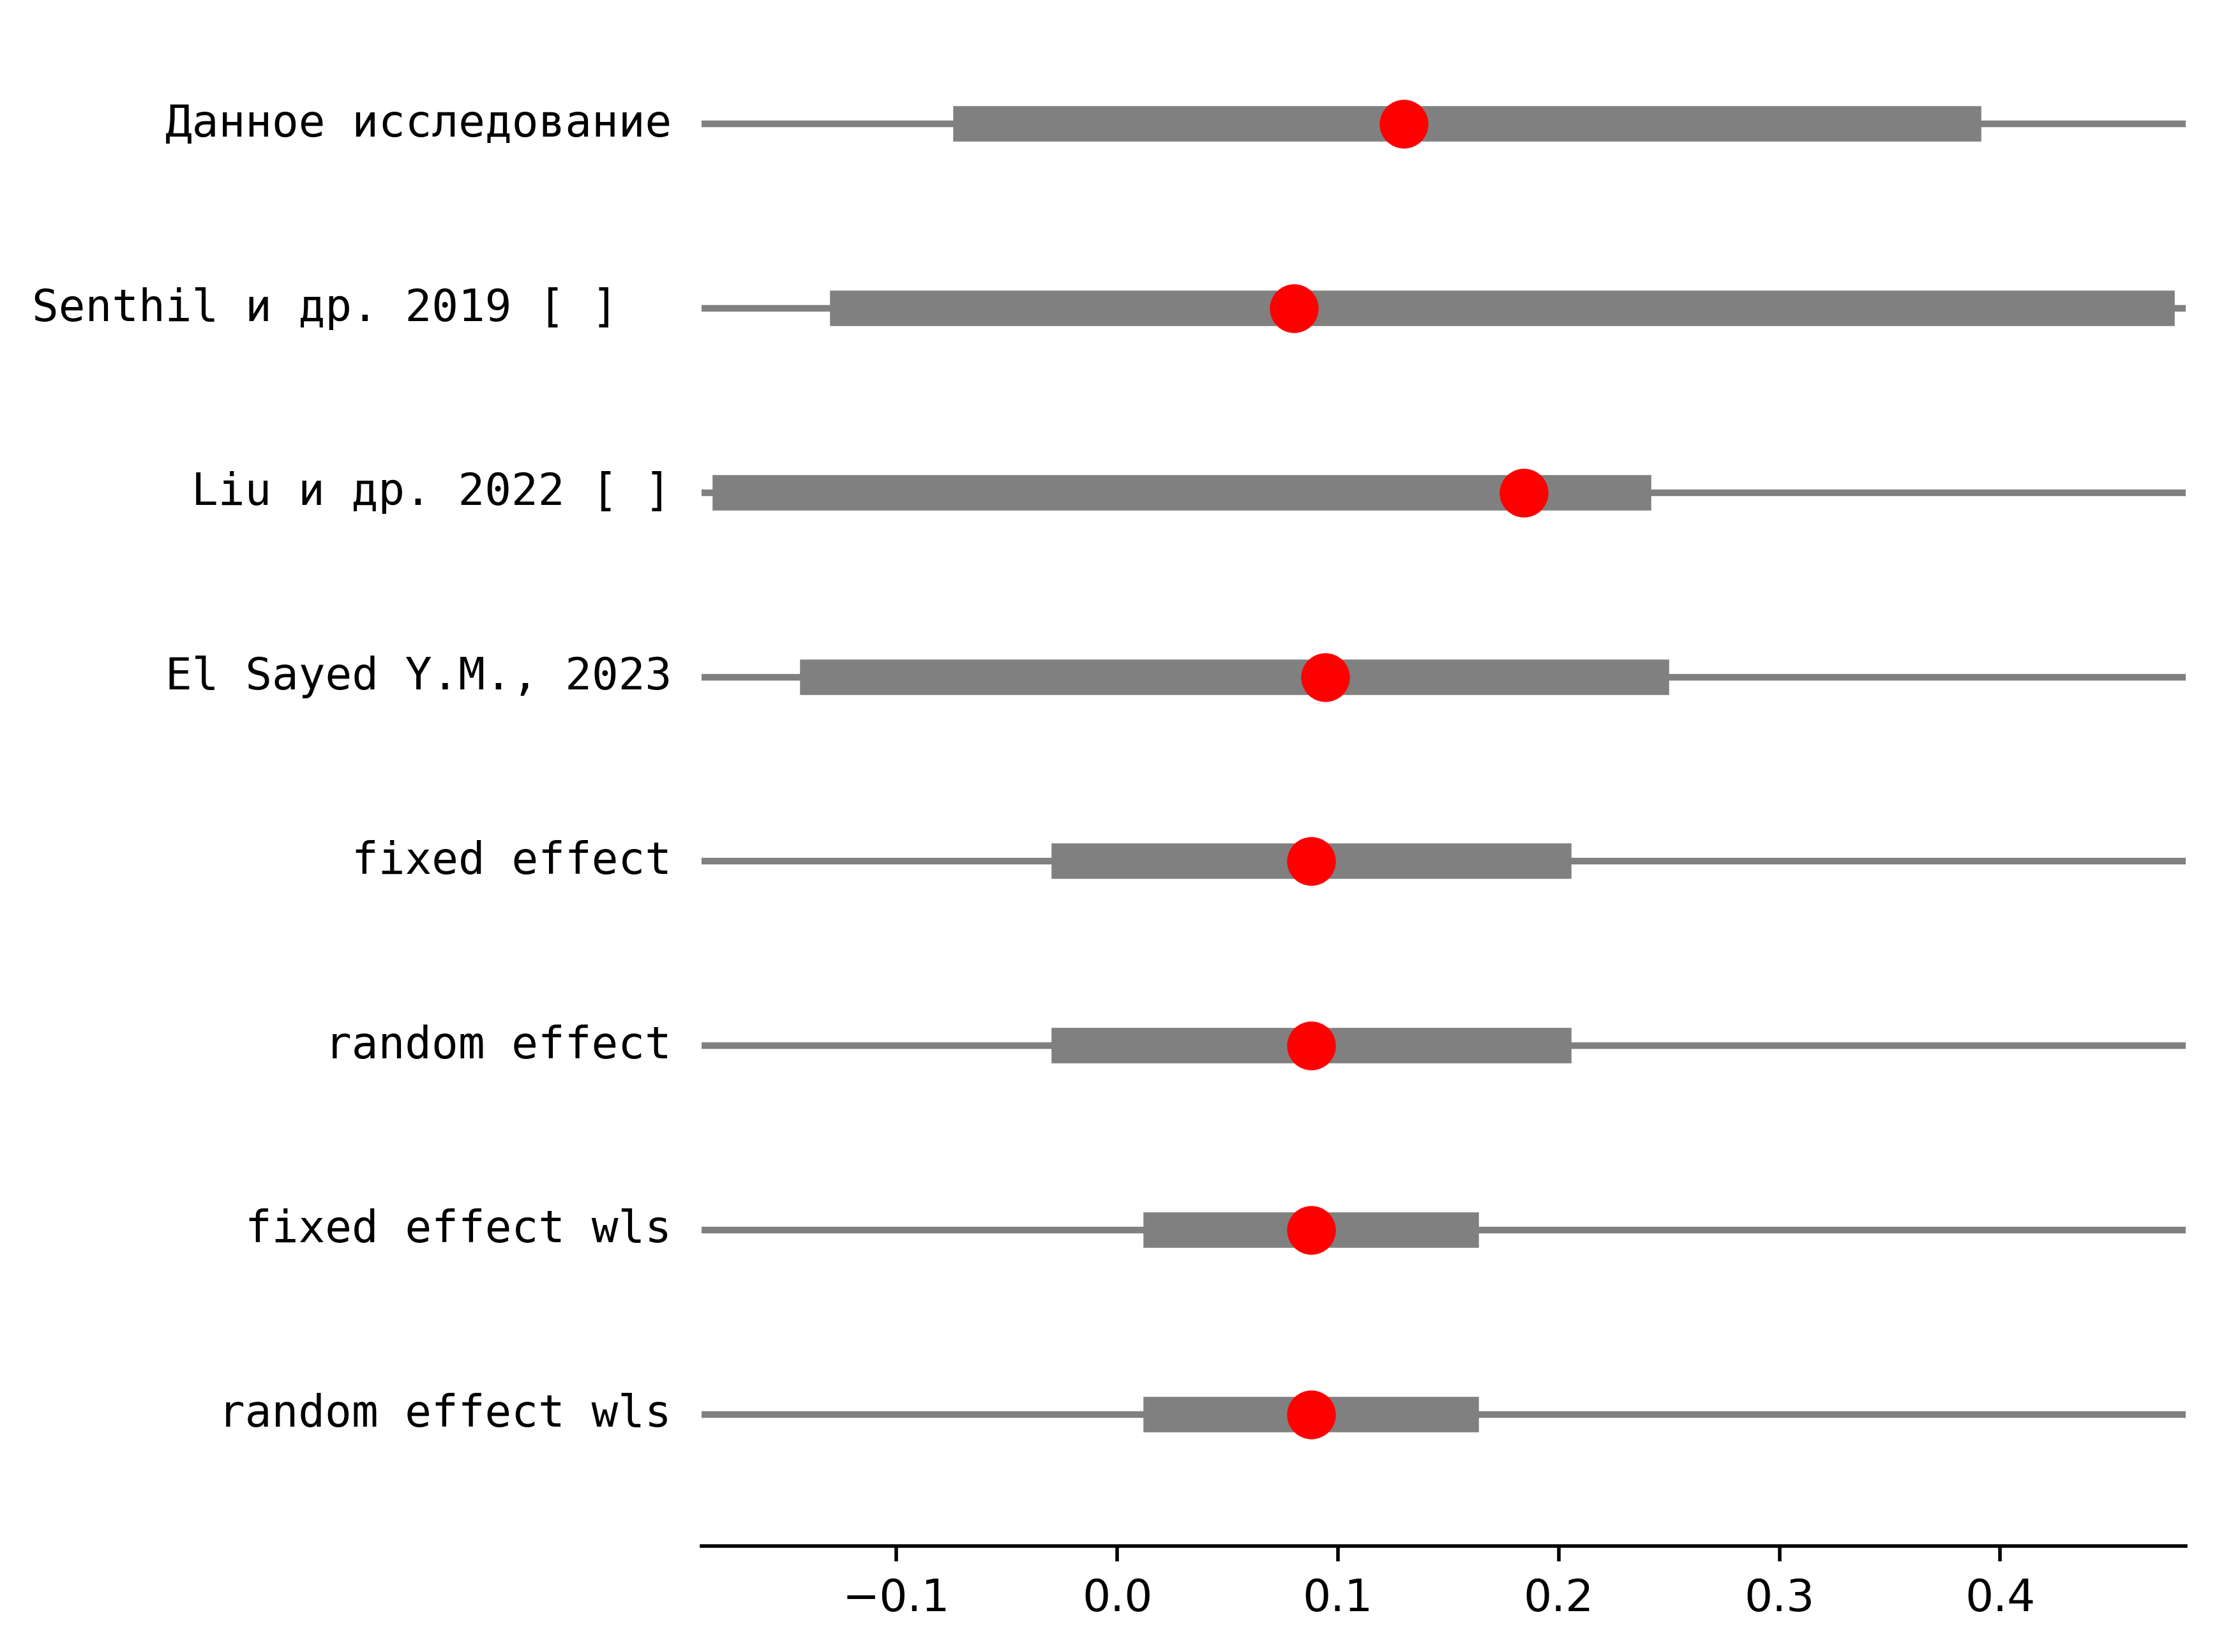 Данное исследование
Senthil и др. 2019 [ ]
Liu и др. 2022 [ ]
El Sayed Y.M., 2023
fixed effect
random effect
fixed effect wls
random effect wls
−0.1 0.0 0.1 0.2 0.3 0.4